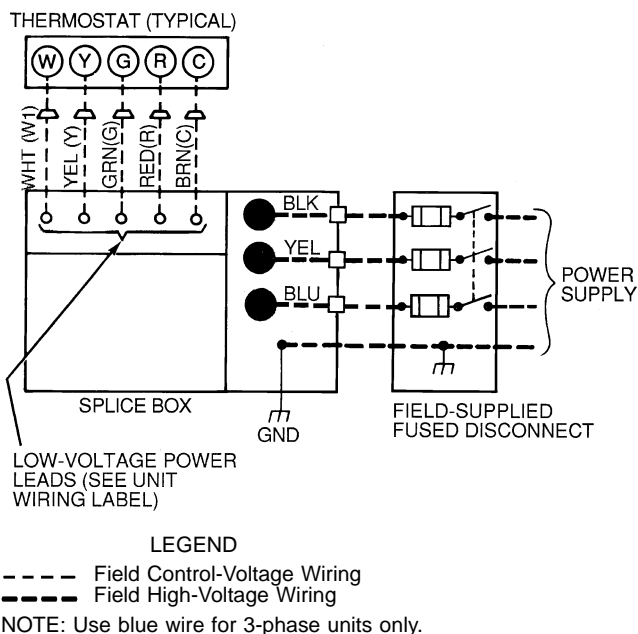 THERMOSTAT (TYPICAL)
W Y G R C
WHT (W1)
YEL (Y)
GRN(G)
RED(R)
BRN(C)
BLK
YEL
BLU
POWER
SUPPLY
SPLICE BOX
GND
FIELD-SUPPLIED
FUSED DISCONNECT
LOW-VOLTAGE POWER
LEADS (SEE UNIT
WIRING LABEL)
LEGEND
Field Control-Voltage Wiring
Field High-Voltage Wiring
NOTE: Use blue wire for 3-phase units only.